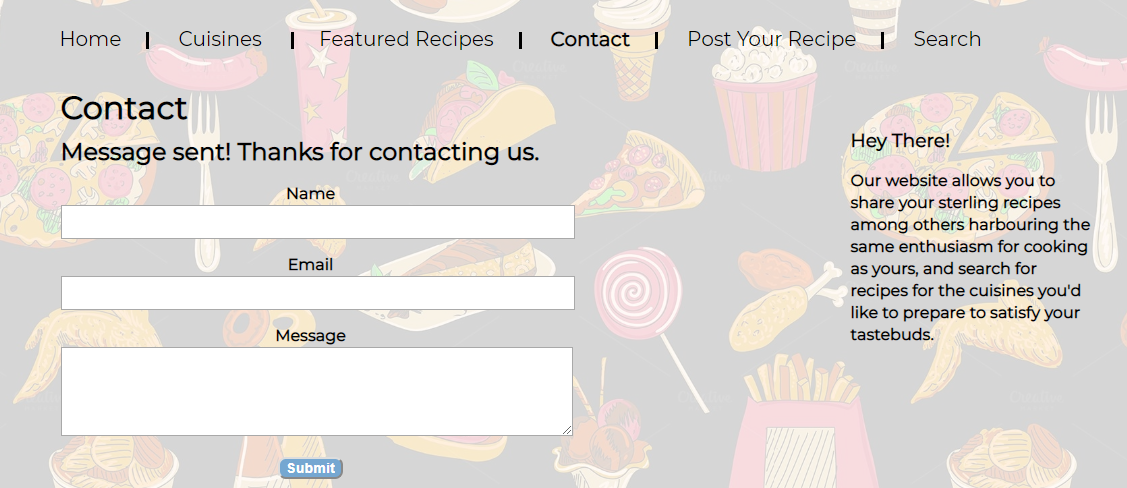 Home | Cuisines | Featured Recipes | Contact | Post Your Recipe | Search
Contact
Message sent! Thanks for contacting us.
Name
Email
Message
Submit
Hey There!
Our website allows you to
share your sterling recipes
among others harbouring the
same enthusiasm for cooking
as yours, and search for
recipes for the cuisines you'd
like to prepare to satisfy your
tastebuds.